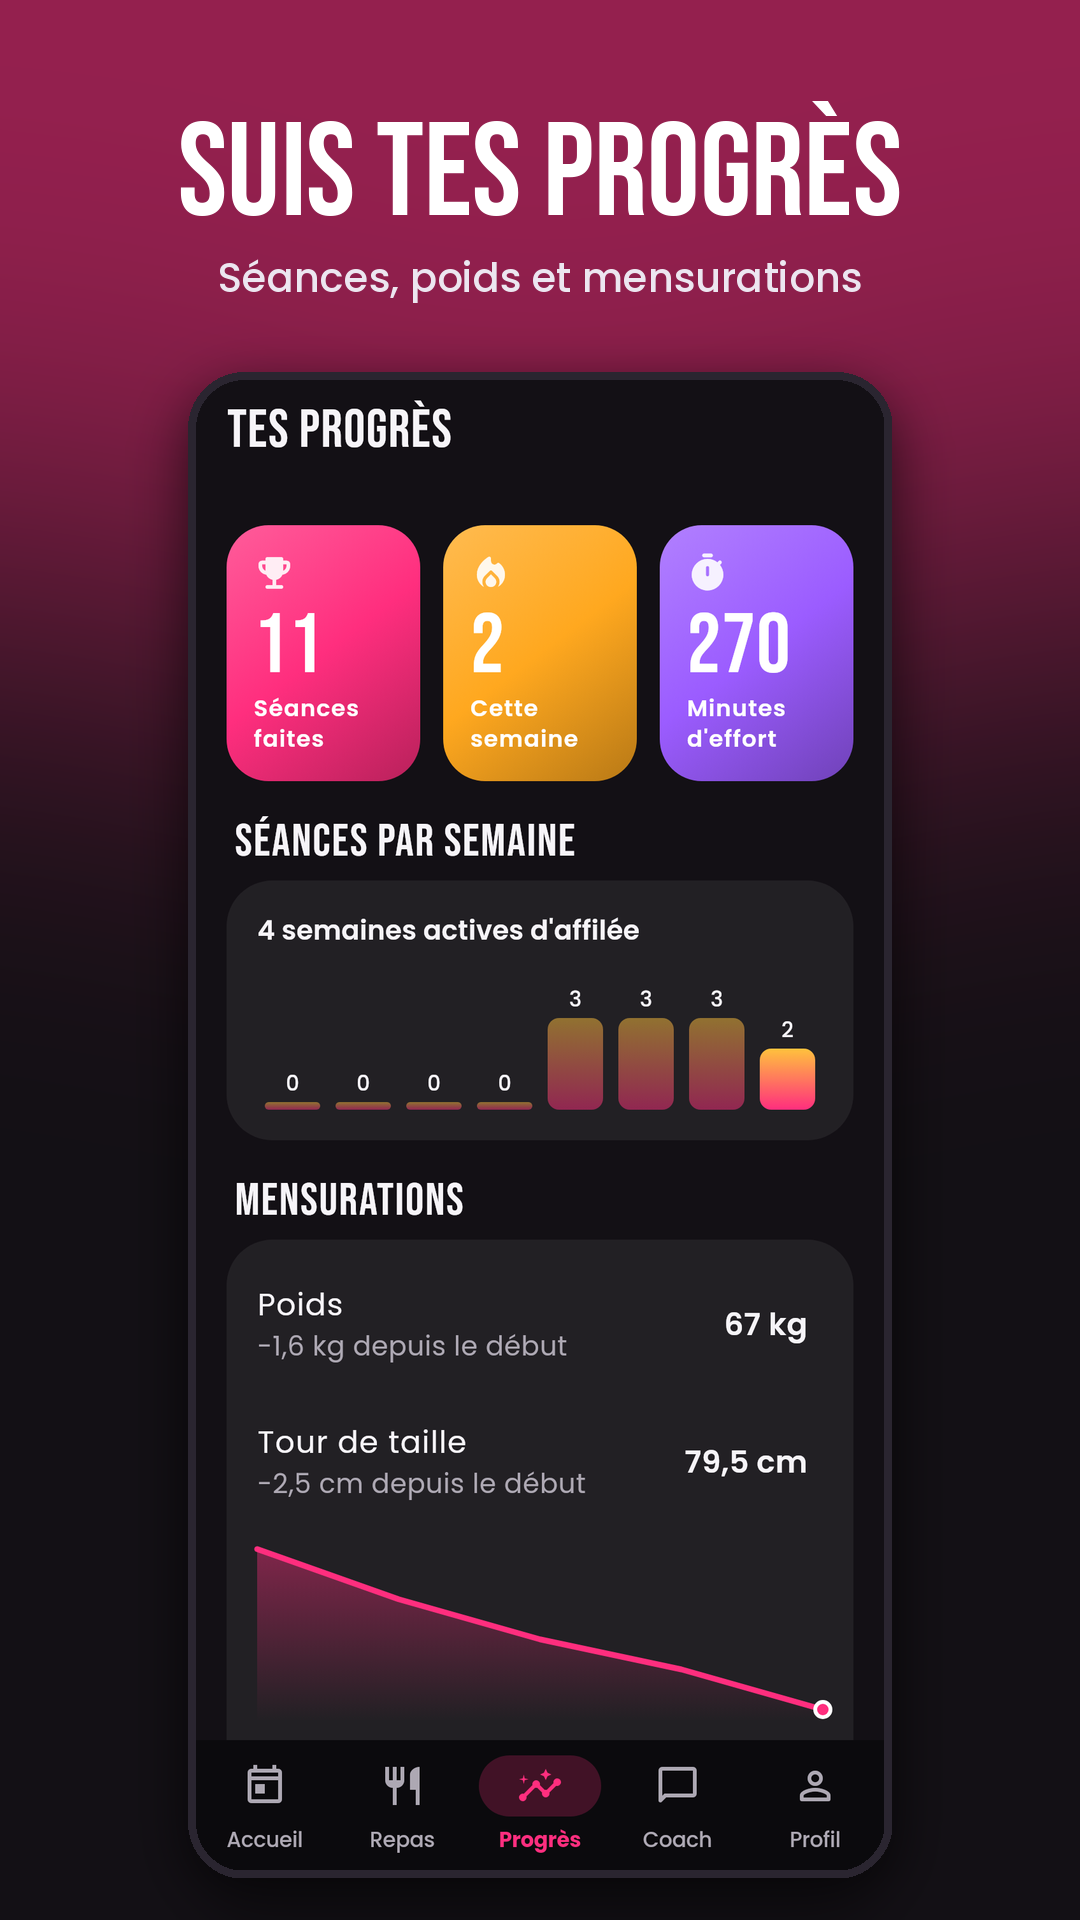 SUIS TES PROGRÈS
Séances, poids et mensurations
TES PROGRÈS
11
Séances
faites
2
Cette
semaine
270
Minutes
d'effort
SÉANCES PAR SEMAINE
4 semaines actives d'affilée
0 0 0 0 3 3 3 2
MENSURATIONS
Poids
-1,6 kg depuis le début
67 kg
Tour de taille
-2,5 cm depuis le début
79,5 cm
Accueil Repas Progrès Coach Profil